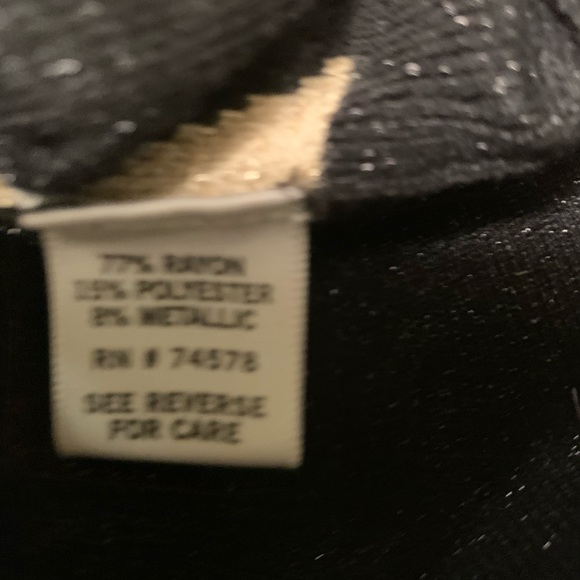 77% RAYON
15% POLYESTER
8% METALLIC
RN # 74578
SEE REVERSE
FOR CARE